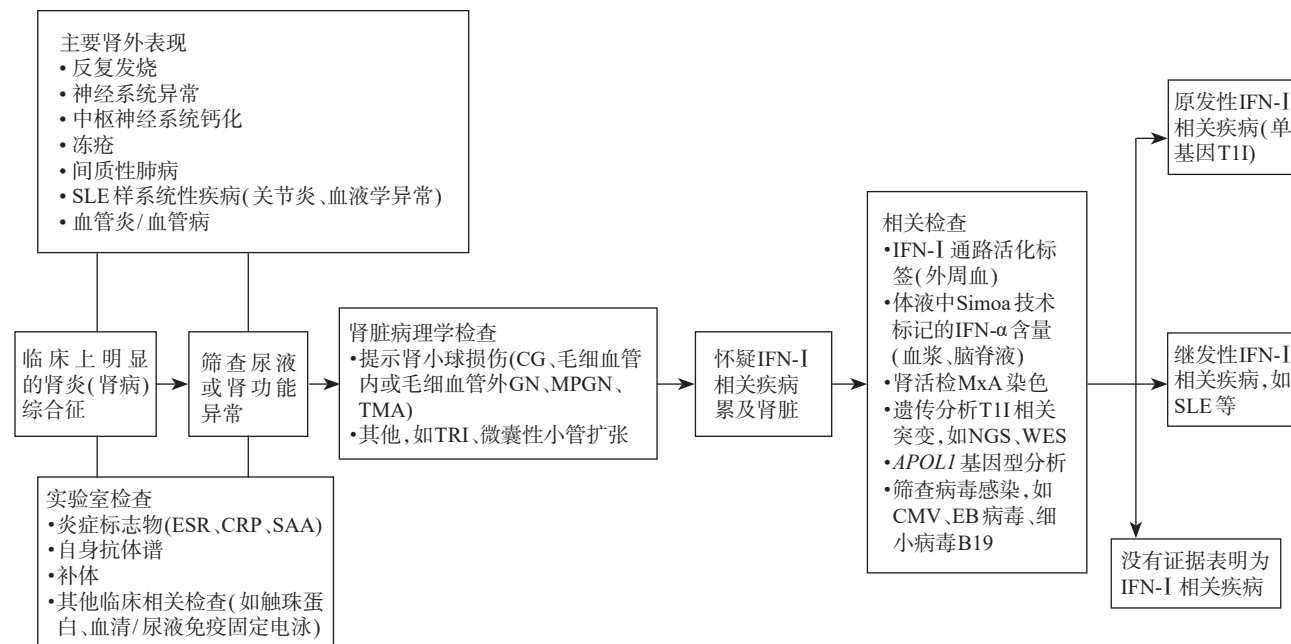 主要肾外表现
• 反复发烧
• 神经系统异常
• 中枢神经系统钙化
• 冻疮
• 间质性肺病
• SLE样系统性疾病(关节炎、血液学异常)
• 血管炎/血管病
临床上明显
的肾炎(肾病)
综合征
筛查尿液
或肾功能
异常
实验室检查
•炎症标志物(ESR、CRP、SAA)
•自身抗体谱
•补体
•其他临床相关检查(如触珠蛋
白、血清/尿液免疫固定电泳)
肾脏病理学检查
•提示肾小球损伤(CG、毛细血管
内或毛细血管外GN、MPGN、
TMA)
•其他,如TRI、微囊性小管扩张
怀疑IFN-Ⅰ
相关疾病
累及肾脏
相关检查
•IFN-Ⅰ通路活化标
签(外周血)
•体液中Simoa技术
标记的IFN-α含量
(血浆、脑脊液)
•肾活检MxA染色
•遗传分析T1I相关
突变,如NGS、WES
•APOL1基因型分析
•筛查病毒感染,如
CMV、EB病毒、细
小病毒B19
原发性IFN-Ⅰ
相关疾病(单
基因T1I)
继发性IFN-Ⅰ
相关疾病,如
SLE等
没有证据表明为
IFN-Ⅰ相关疾病